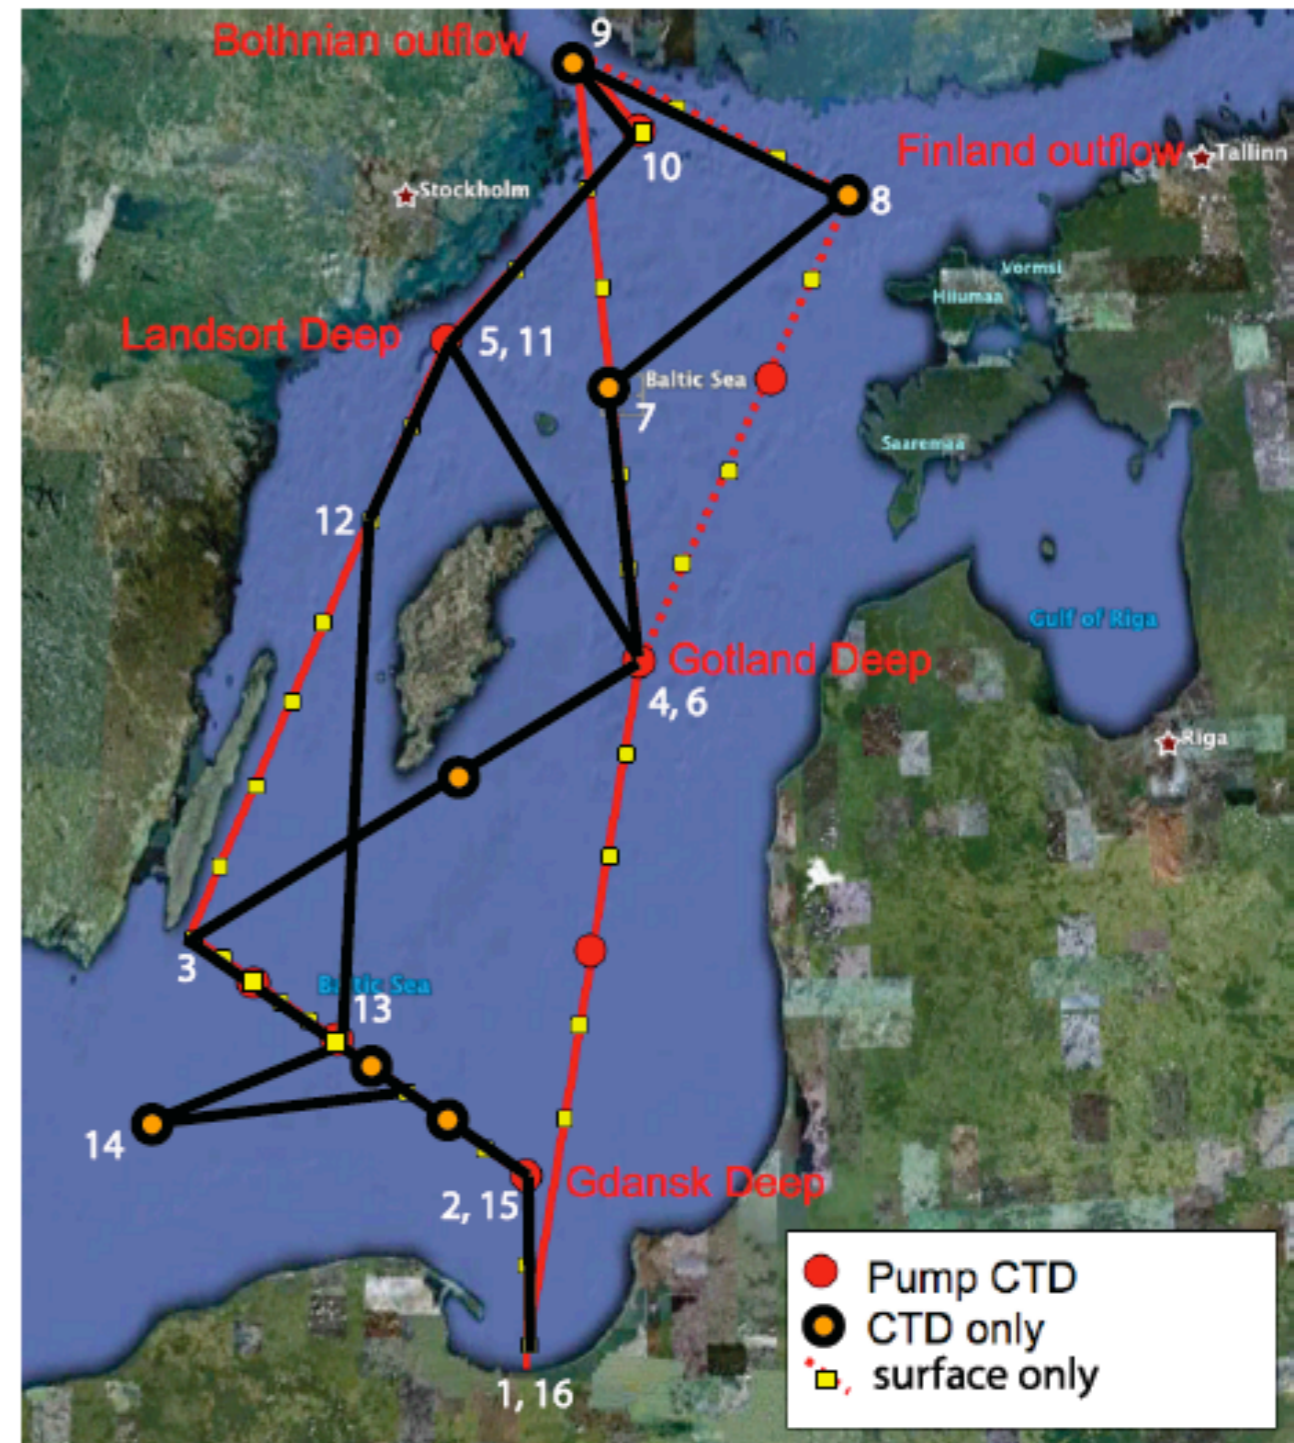 9
Bothnian outflow
Finland outflow
Tallinn
10
Stockholm
8
Vormsi
Hiiumaa
Landsort Deep
5, 11
Baltic Sea
7
Saaremaa
12
Gulf of Riga
Gotland Deep
4, 6
Riga
3
Baltic Sea
13
14
Gdansk Deep
2, 15
Pump CTD
CTD only
surface only
1, 16